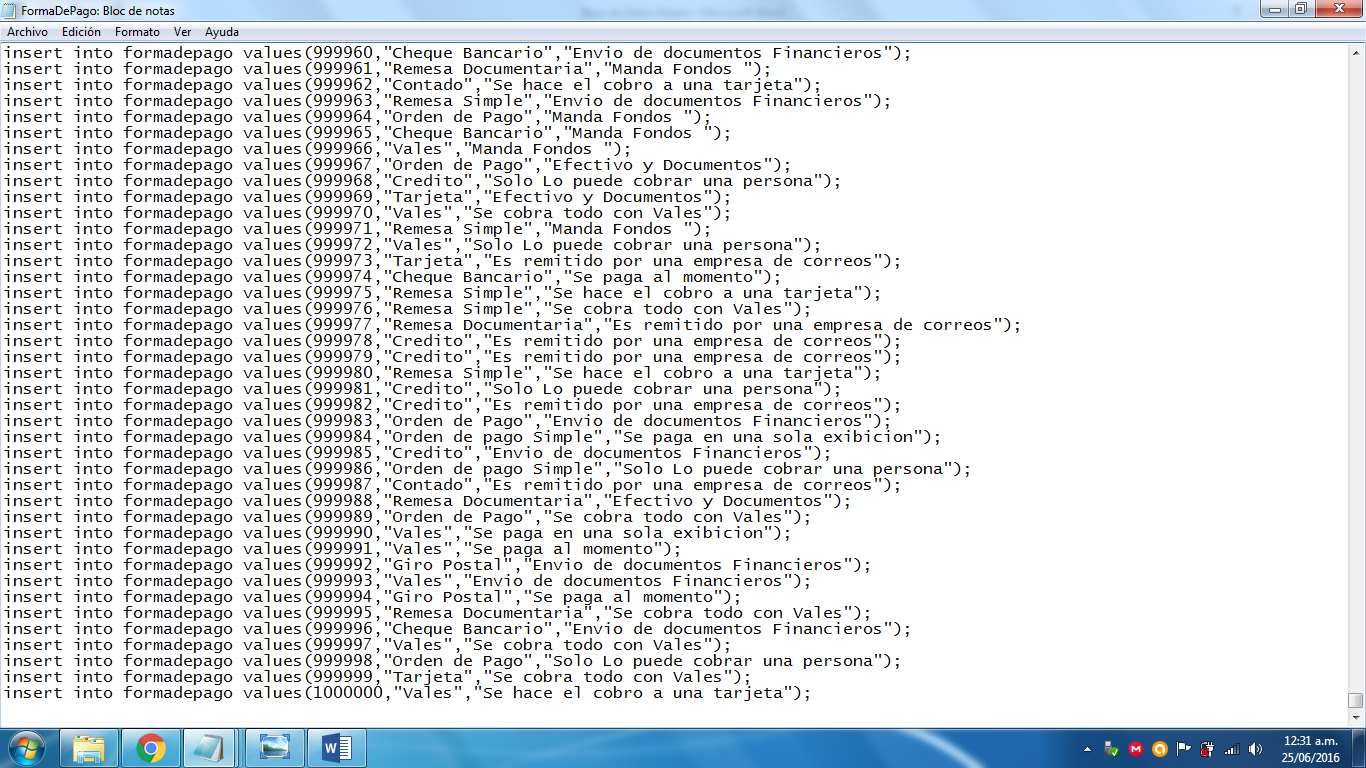 FormaDePago: Bloc de notas
Archivo Edición Formato Ver Ayuda
insert into formadepago values(999960,"Cheque Bancario","Envio de documentos Financieros");
insert into formadepago values(999961,"Remesa Documentaria","Manda Fondos ");
insert into formadepago values(999962,"Contado","Se hace el cobro a una tarjeta");
insert into formadepago values(999963,"Remesa Simple","Envio de documentos Financieros");
insert into formadepago values(999964,"Orden de Pago","Manda Fondos ");
insert into formadepago values(999965,"Cheque Bancario","Manda Fondos ");
insert into formadepago values(999966,"Vales","Manda Fondos ");
insert into formadepago values(999967,"Orden de Pago","Efectivo y Documentos");
insert into formadepago values(999968,"Credito","Solo Lo puede cobrar una persona");
insert into formadepago values(999969,"Tarjeta","Efectivo y Documentos");
insert into formadepago values(999970,"Vales","Se cobra todo con Vales");
insert into formadepago values(999971,"Remesa Simple","Manda Fondos ");
insert into formadepago values(999972,"Vales","Solo Lo puede cobrar una persona");
insert into formadepago values(999973,"Tarjeta","Es remitido por una empresa de correos");
insert into formadepago values(999974,"Cheque Bancario","Se paga al momento");
insert into formadepago values(999975,"Remesa Simple","Se hace el cobro a una tarjeta");
insert into formadepago values(999976,"Remesa Simple","Se cobra todo con Vales");
insert into formadepago values(999977,"Remesa Documentaria","Es remitido por una empresa de correos");
insert into formadepago values(999978,"Credito","Es remitido por una empresa de correos");
insert into formadepago values(999979,"Credito","Es remitido por una empresa de correos");
insert into formadepago values(999980,"Remesa Simple","Se hace el cobro a una tarjeta");
insert into formadepago values(999981,"Credito","Solo Lo puede cobrar una persona");
insert into formadepago values(999982,"Credito","Es remitido por una empresa de correos");
insert into formadepago values(999983,"Orden de Pago","Envio de documentos Financieros");
insert into formadepago values(999984,"Orden de pago Simple","Se paga en una sola exibicion");
insert into formadepago values(999985,"Credito","Envio de documentos Financieros");
insert into formadepago values(999986,"Orden de pago Simple","Solo Lo puede cobrar una persona");
insert into formadepago values(999987,"Contado","Es remitido por una empresa de correos");
insert into formadepago values(999988,"Remesa Documentaria","Efectivo y Documentos");
insert into formadepago values(999989,"Orden de Pago","Se cobra todo con Vales");
insert into formadepago values(999990,"Vales","Se paga en una sola exibicion");
insert into formadepago values(999991,"Vales","Se paga al momento");
insert into formadepago values(999992,"Giro Postal","Envio de documentos Financieros");
insert into formadepago values(999993,"Vales","Envio de documentos Financieros");
insert into formadepago values(999994,"Giro Postal","Se paga al momento");
insert into formadepago values(999995,"Remesa Documentaria","Se cobra todo con Vales");
insert into formadepago values(999996,"Cheque Bancario","Envio de documentos Financieros");
insert into formadepago values(999997,"Vales","Se cobra todo con Vales");
insert into formadepago values(999998,"Orden de Pago","Solo Lo puede cobrar una persona");
insert into formadepago values(999999,"Tarjeta","Se cobra todo con Vales");
insert into formadepago values(1000000,"Vales","Se hace el cobro a una tarjeta");
12:31 a.m.
25/06/2016